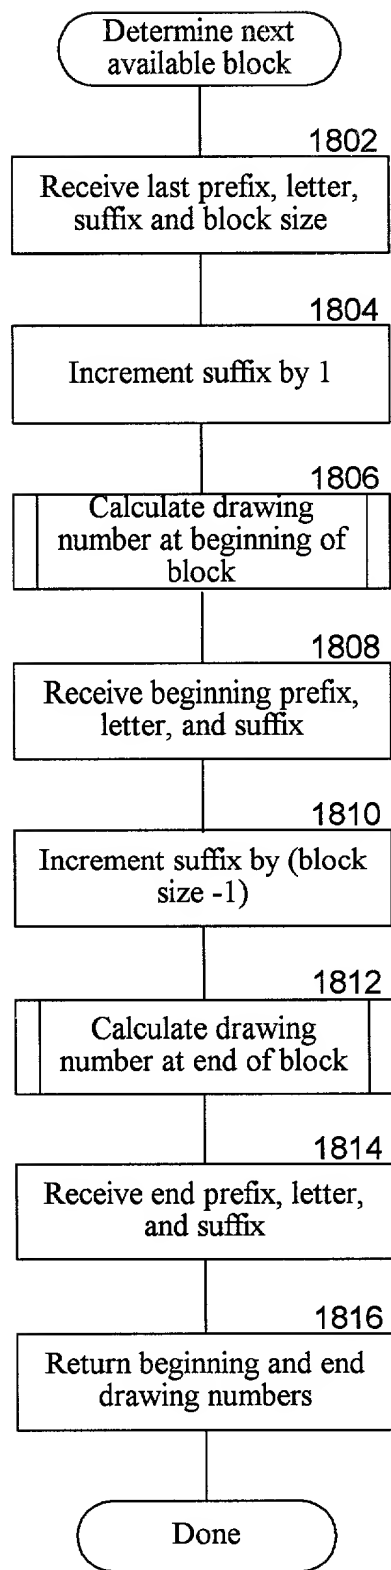 Determine next
available block
1802
Receive last prefix, letter,
suffix and block size
1804
Increment suffix by 1
1806
Calculate drawing
number at beginning of
block
1808
Receive beginning prefix,
letter, and suffix
1810
Increment suffix by (block
size -1)
1812
Calculate drawing
number at end of block
1814
Receive end prefix, letter,
and suffix
1816
Return beginning and end
drawing numbers
Done